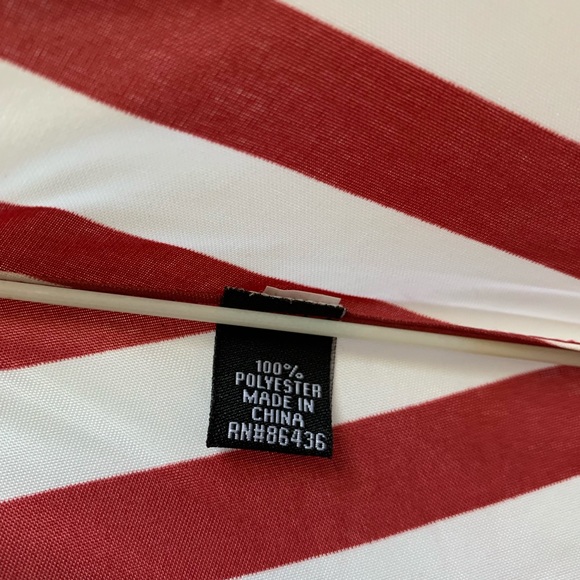 100%
POLYESTER
MADE IN
CHINA
RN#86436